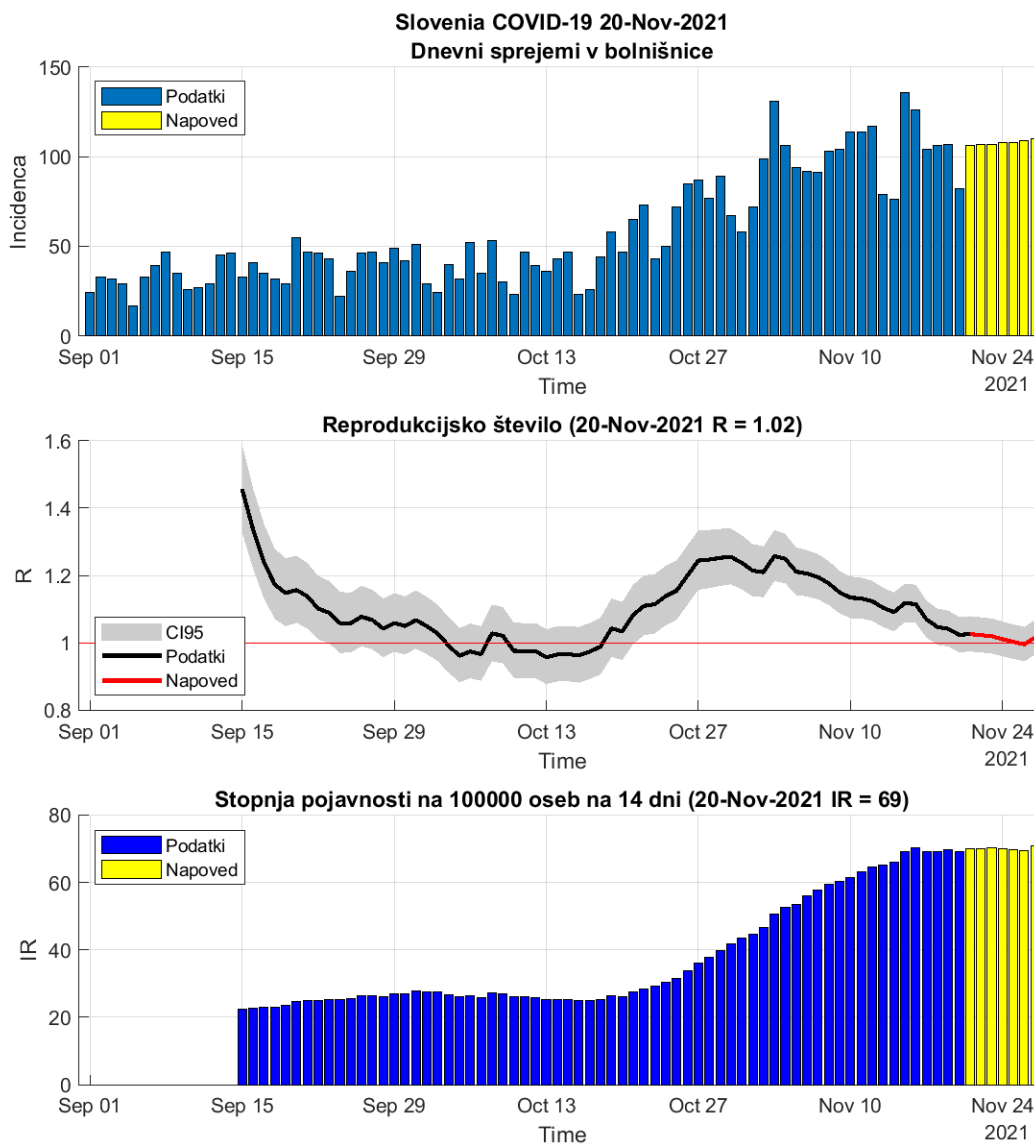 Slovenia COVID-19 20-Nov-2021
Dnevni sprejemi v bolnišnice
150
100
50
0
Incidenca
Podatki
Napoved
Sep 01 Sep 15 Sep 29 Oct 13 Oct 27 Nov 10 Nov 24
Time
2021
Reprodukcijsko število (20-Nov-2021 R = 1.02)
1.6
1.4
1.2
1
0.8
R
CI95
Podatki
Napoved
Sep 01 Sep 15 Sep 29 Oct 13 Oct 27 Nov 10 Nov 24
Time
2021
Stopnja pojavnosti na 100000 oseb na 14 dni (20-Nov-2021 IR = 69)
80
60
40
20
0
IR
Podatki
Napoved
Sep 01 Sep 15 Sep 29 Oct 13 Oct 27 Nov 10 Nov 24
Time
2021